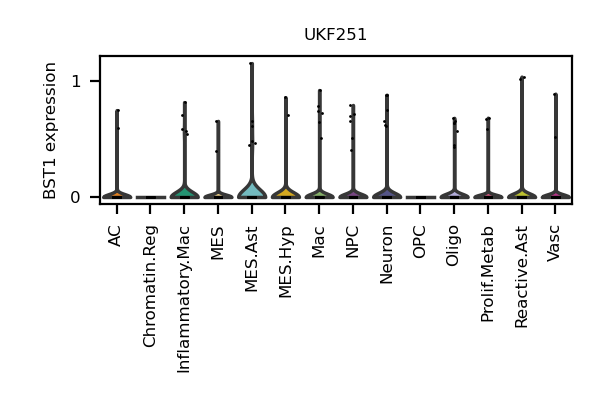 UKF251
BST1 expression
1
0
AC
Chromatin.Reg
Inflammatory.Mac
MES
MES.Ast
MES.Hyp
Mac
NPC
Neuron
OPC
Oligo
Prolif.Metab
Reactive.Ast
Vasc